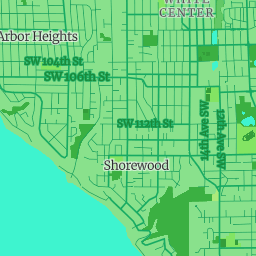 WHITE
CENTER
Arbor Heights
SW 104th St
SW 106th St
SW 112th St
14th Ave SW
12th Ave SW
Shorewood